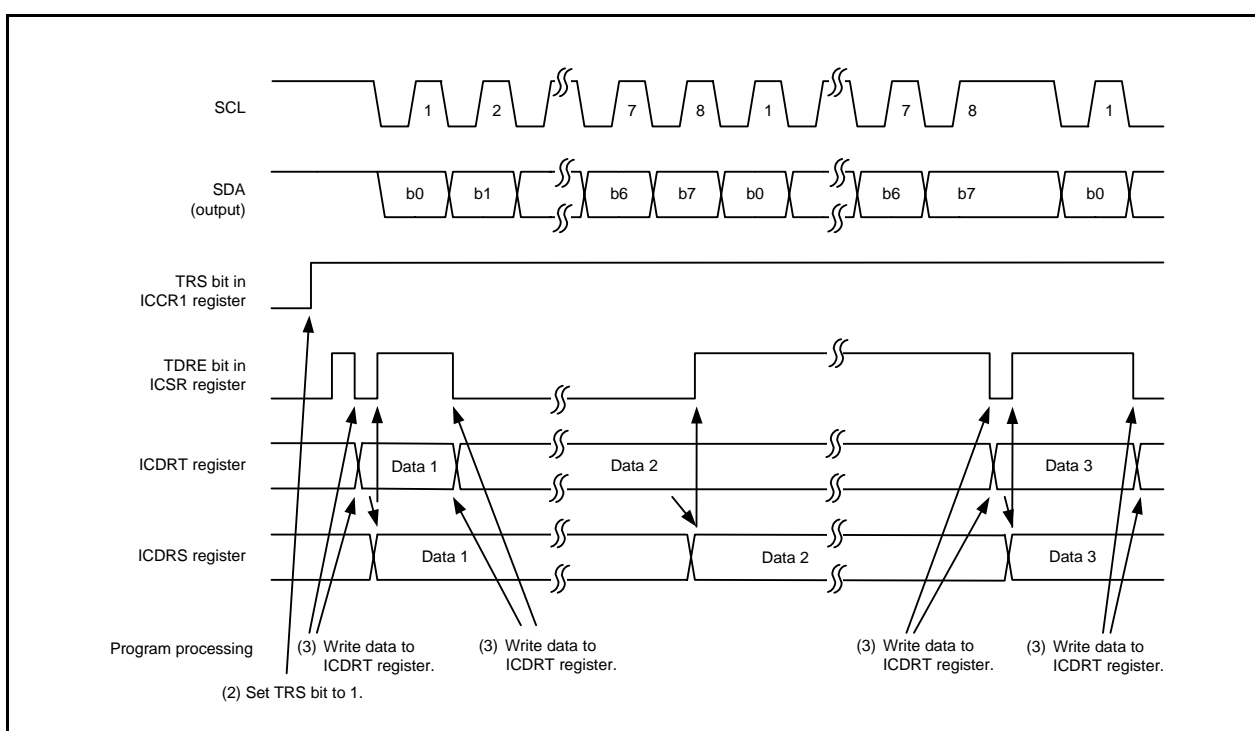 SCL
1
2
7
8
1
7
8
1
SDA
(output)
b0
b1
b6
b7
b0
b6
b7
b0
TRS bit in
ICCR1 register
TDRE bit in
ICSR register
ICDRT register
Data 1
Data 2
Data 3
ICDRS register
Data 1
Data 2
Data 3
Program processing
(3) Write data to
ICDRT register.
(3) Write data to
ICDRT register.
(3) Write data to
ICDRT register.
(3) Write data to
ICDRT register.
(2) Set TRS bit to 1.